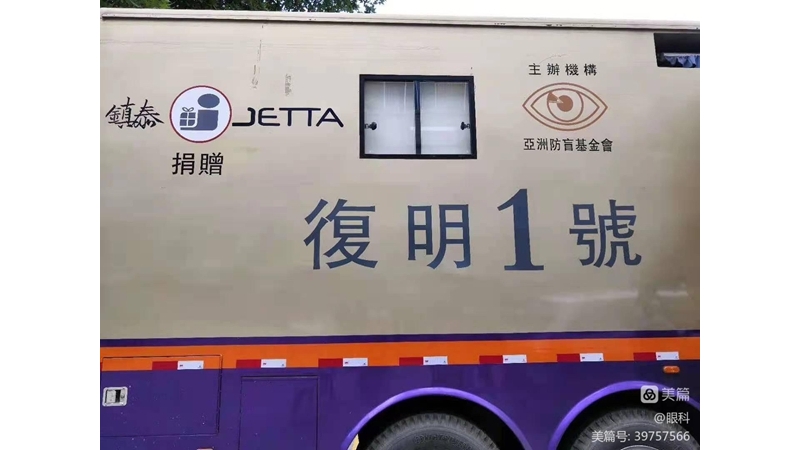 鎮泰
JETTA
捐贈
主辦機構
亞洲防盲基金會
復明1號
美篇
@眼科
美篇号: 39757566